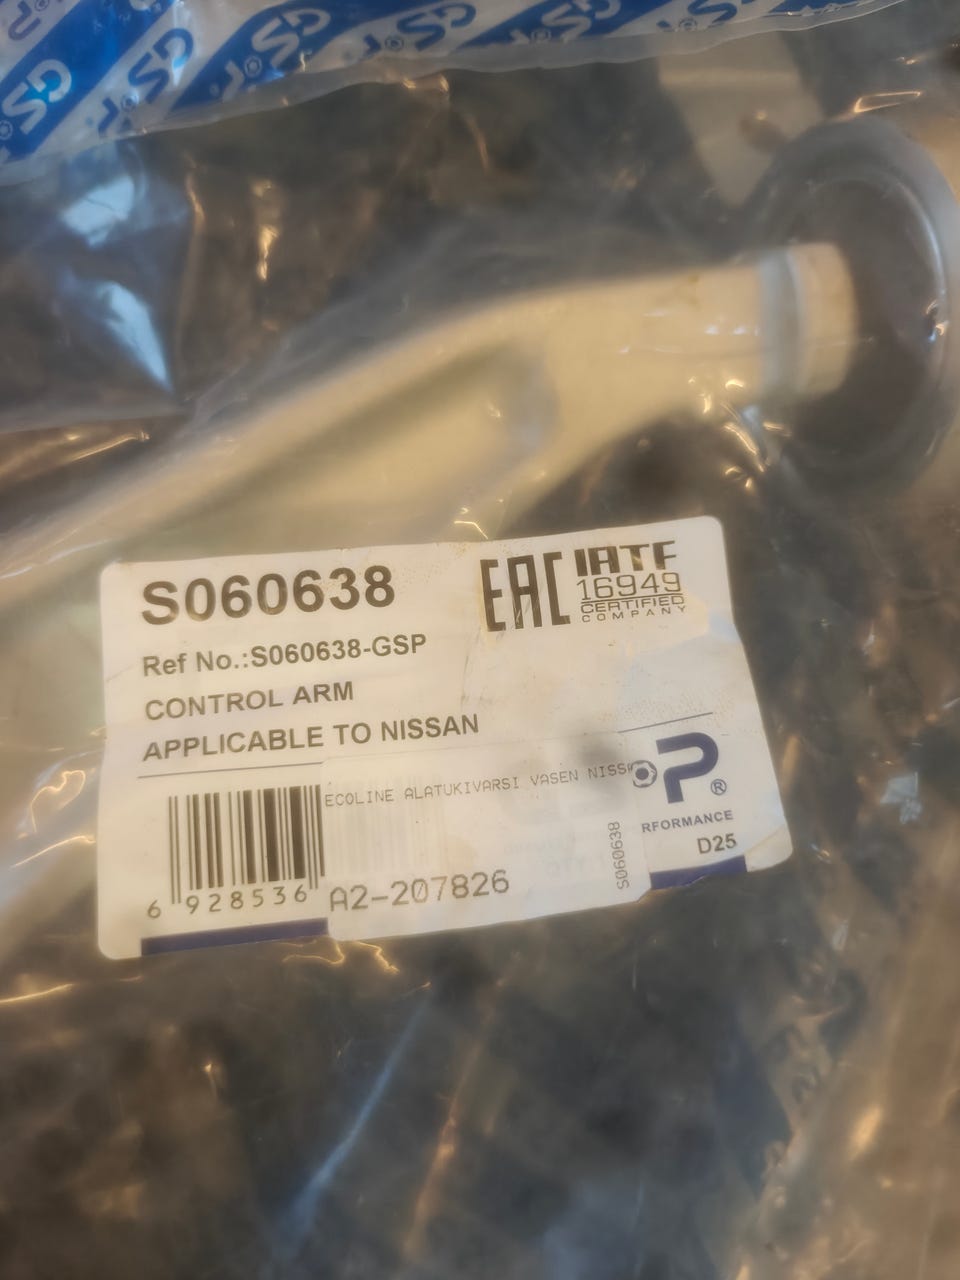 GSP
S060638
EAC
IATF
16949
CERTIFIED
COMPANY
Ref No.:S060638-GSP
CONTROL ARM
APPLICABLE TO NISSAN
ECOLINE ALATUKIVARSI VASEN NISS
P®
RFORMANCE
D25
S060638
6 928536
A2-207826